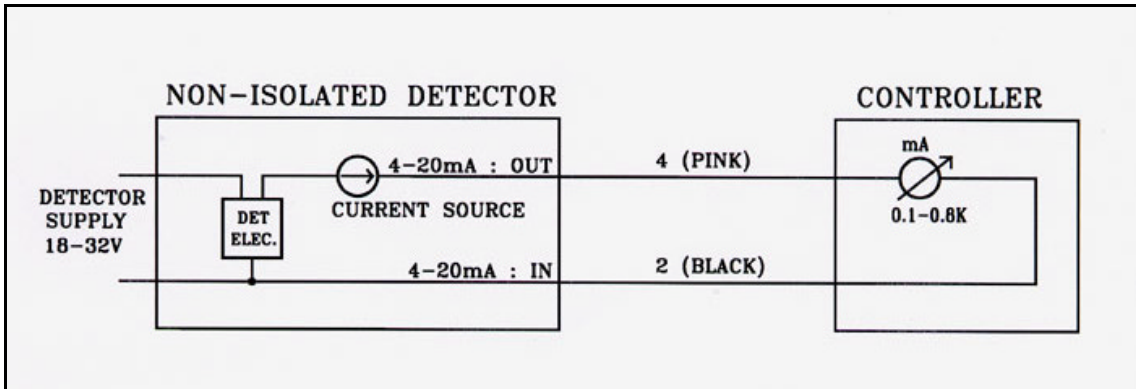 NON-ISOLATED DETECTOR
CONTROLLER
4-20mA : OUT
4 (PINK)
mA
DETECTOR
SUPPLY
18-32V
DET
ELEC.
CURRENT SOURCE
0.1-0.8K
4-20mA : IN
2 (BLACK)